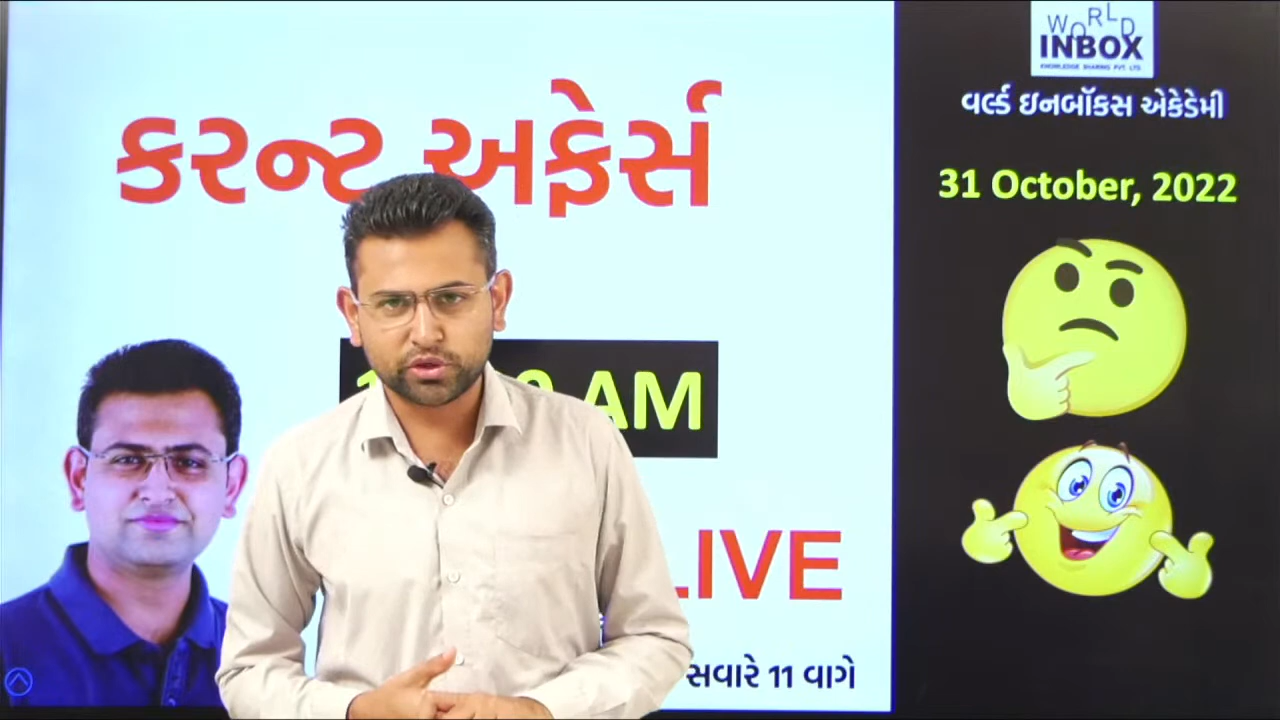 કરન્ટ અફેર્સ
AM
LIVE
સવારે 11 વાગે
WORLD
INBOX
KNOWLEDGE SHARING PVT. LTD.
વર્લ્ડ ઇનબૉક્સ એકેડેમી
31 October, 2022